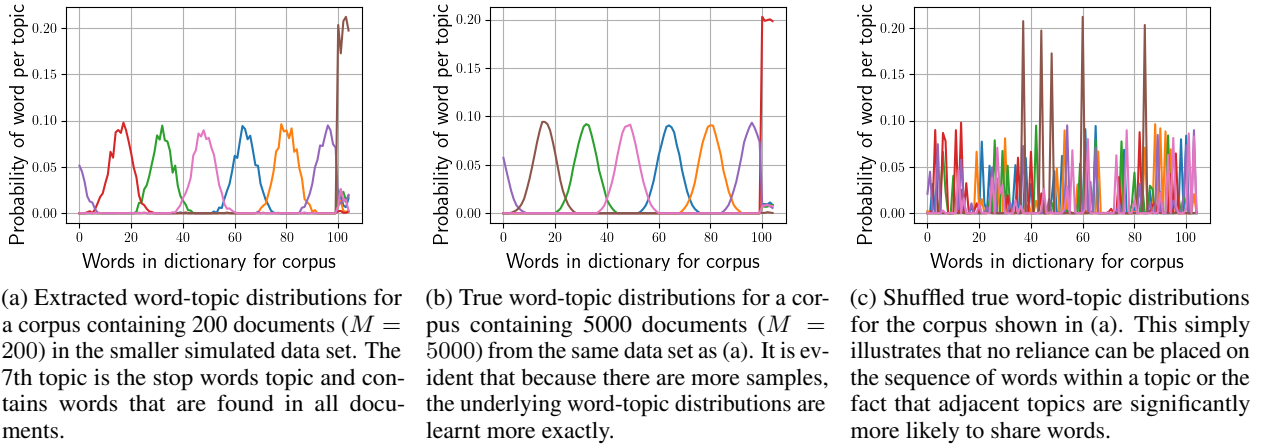 Probability of word per topic
0.20
0.15
0.10
0.05
0.00
0 20 40 60 80 100
Words in dictionary for corpus
(a) Extracted word-topic distributions for
a corpus containing 200 documents (M =
200) in the smaller simulated data set. The
7th topic is the stop words topic and con-
tains words that are found in all docu-
ments.
Probability of word per topic
0.20
0.15
0.10
0.05
0.00
0 20 40 60 80 100
Words in dictionary for corpus
(b) True word-topic distributions for a cor-
pus containing 5000 documents (M =
5000) from the same data set as (a). It is ev-
ident that because there are more samples,
the underlying word-topic distributions are
learnt more exactly.
Probability of word per topic
0.20
0.15
0.10
0.05
0.00
0 20 40 60 80 100
Words in dictionary for corpus
(c) Shuffled true word-topic distributions
for the corpus shown in (a). This simply
illustrates that no reliance can be placed on
the sequence of words within a topic or the
fact that adjacent topics are significantly
more likely to share words.